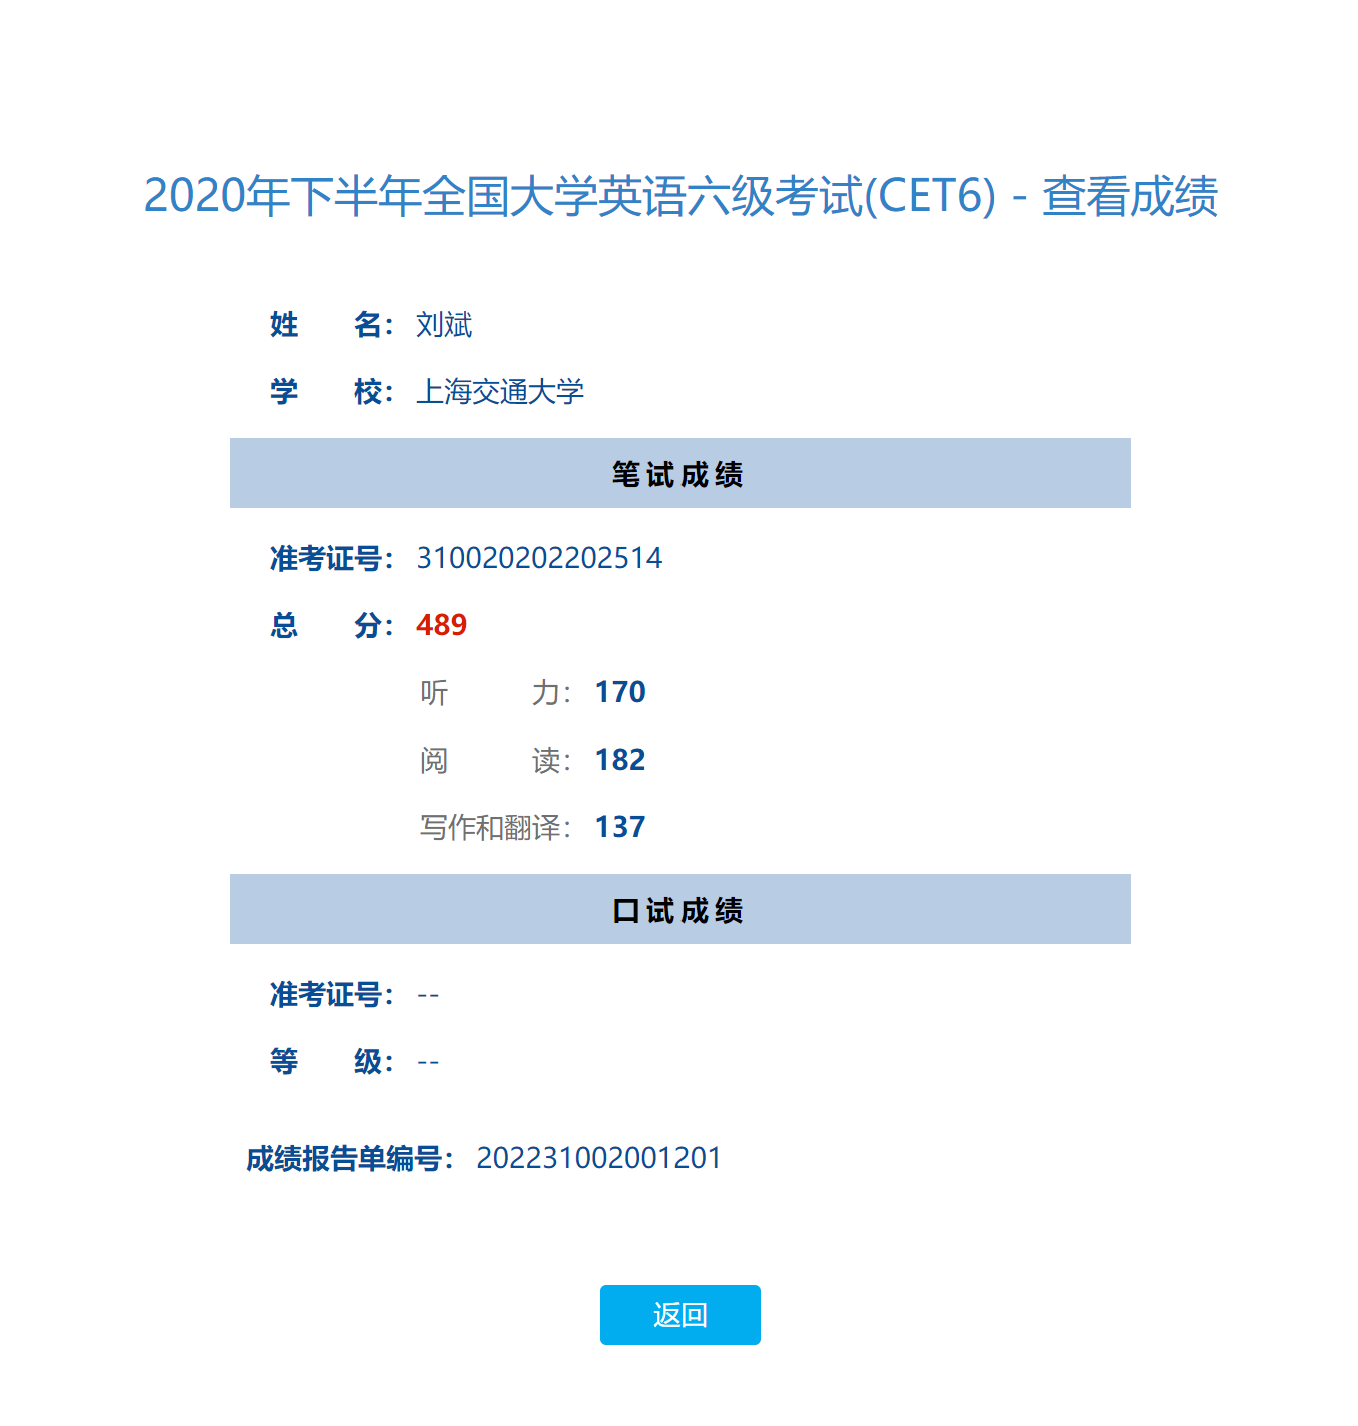 2020年下半年全国大学英语六级考试(CET6) - 查看成绩
姓 名： 刘斌
学 校： 上海交通大学
笔试成绩
准考证号： 310020202202514
总 分： 489
听 力： 170
阅 读： 182
写作和翻译： 137
口试成绩
准考证号： --
等 级： --
成绩报告单编号： 202231002001201
返回